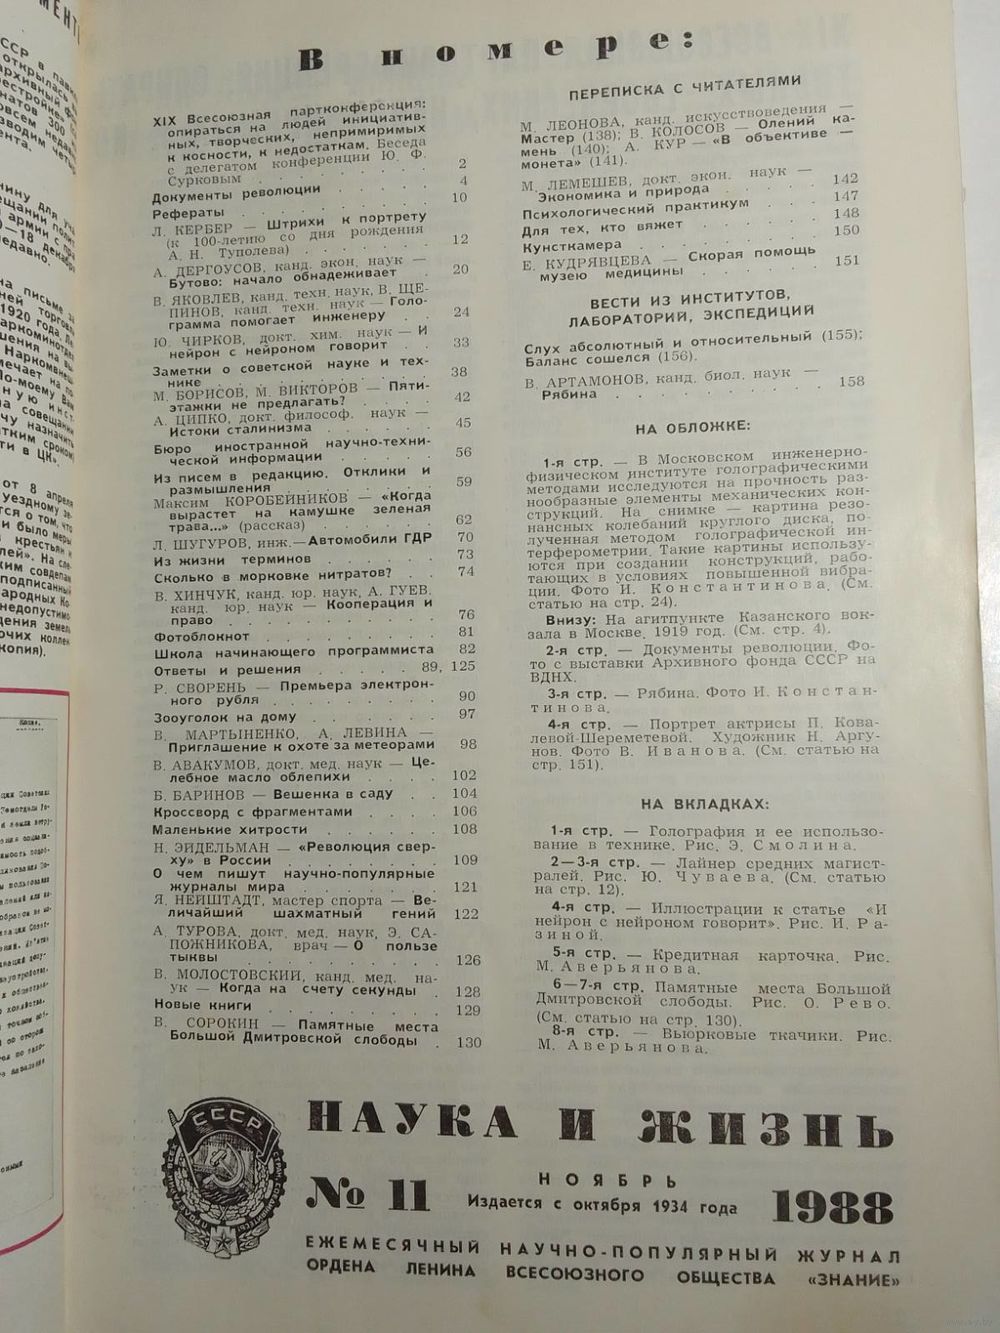 В номере:
XIX Всесоюзная партконференция:
опираться на людей инициатив-
ных, творческих, непримиримых
к косности, к недостаткам. Беседа
с делегатом конференции Ю. Ф.
Сурковым . . . . . . . . . 2
Документы революции . . . . . 4
Рефераты . . . . . . . . . 10
Л. КЕРБЕР — Штрихи к портрету
(к 100-летию со дня рождения
А. Н. Туполева) . . . . . . 12
А. ДЕРГОУСОВ, канд. экон. наук —
Бутово: начало обнадеживает . 20
В. ЯКОВЛЕВ, канд. техн. наук, В. ЩЕ-
ПИНОВ, канд. техн. наук — Голо-
грамма помогает инженеру . . 24
Ю. ЧИРКОВ, докт. хим. наук — И
нейрон с нейроном говорит . . 33
Заметки о советской науке и тех-
нике . . . . . . . . . 38
М. БОРИСОВ, М. ВИКТОРОВ — Пяти-
этажки не предлагать? . . . . 42
А. ЦИПКО, докт. философ. наук —
Истоки сталинизма . . . . . 45
Бюро иностранной научно-техни-
ческой информации . . . . 56
Из писем в редакцию. Отклики и
размышления . . . . . . . 59
Максим КОРОБЕЙНИКОВ — «Когда
вырастет на камушке зеленая
трава...» (рассказ) . . . . . 62
Л. ШУГУРОВ, инж.—Автомобили ГДР 70
Из жизни терминов . . . . . 73
Сколько в морковке нитратов? . . 74
В. ХИНЧУК, канд. юр. наук, А. ГУЕВ,
канд. юр. наук — Кооперация и
право . . . . . . . . . . 76
Фотоблокнот . . . . . . . . 81
Школа начинающего программиста 82
Ответы и решения . . . . . 89, 125
Р. СВОРЕНЬ — Премьера электрон-
ного рубля . . . . . . . . 90
Зооуголок на дому . . . . . . 97
В. МАРТЫНЕНКО, А. ЛЕВИНА —
Приглашение к охоте за метеорами 98
В. АВАКУМОВ, докт. мед. наук — Це-
лебное масло облепихи . . . . 102
Б. БАРИНОВ — Вешенка в саду . . 104
Кроссворд с фрагментами . . . . 106
Маленькие хитрости . . . . . 108
Н. ЭЙДЕЛЬМАН — «Революция свер-
ху» в России . . . . . . . 109
О чем пишут научно-популярные
журналы мира . . . . . . . 121
Я. НЕЙШТАДТ, мастер спорта — Ве-
личайший шахматный гений 122
А. ТУРОВА, докт. мед. наук, Э. СА-
ПОЖНИКОВА, врач — О пользе
тыквы . . . . . . . . . 126
В. МОЛОСТОВСКИЙ, канд. мед. на-
ук — Когда на счету секунды . 128
Новые книги . . . . . . . . 129
В. СОРОКИН — Памятные места
Большой Дмитровской слободы . 130
ПЕРЕПИСКА С ЧИТАТЕЛЯМИ
М. ЛЕОНОВА, канд. искусствоведения —
Мастер (138); В. КОЛОСОВ — Олений ка-
мень (140); А. КУР — «В объективе —
монета» (141).
М. ЛЕМЕШЕВ, докт. экон. наук —
Экономика и природа . . . . . 142
Психологический практикум . . . 147
Для тех, кто вяжет . . . . . . 148
Кунсткамера . . . . . . . . 150
Е. КУДРЯВЦЕВА — Скорая помощь
музею медицины . . . . . . 151
ВЕСТИ ИЗ ИНСТИТУТОВ,
ЛАБОРАТОРИЙ, ЭКСПЕДИЦИЙ
Слух абсолютный и относительный (155);
Баланс сошелся (156).
В. АРТАМОНОВ, канд. биол. наук —
Рябина . . . . . . . . . 158
НА ОБЛОЖКЕ:
1-я стр. — В Московском инженерно-
физическом институте голографическими
методами исследуются на прочность раз-
нообразные элементы механических кон-
струкций. На снимке — картина резо-
нансных колебаний круглого диска, по-
лученная методом голографической ин-
терферометрии. Такие картины использу-
ются при создании конструкций, рабо-
тающих в условиях повышенной вибра-
ции. Фото И. Константинова. (См.
статью на стр. 24).
Внизу: На агитпункте Казанского вок-
зала в Москве. 1919 год. (См. стр. 4).
2-я стр. — Документы революции. Фо-
то с выставки Архивного фонда СССР на
ВДНХ.
3-я стр. — Рябина. Фото И. Констан-
тинова.
4-я стр. — Портрет актрисы П. Кова-
левой-Шереметевой. Художник Н. Аргу-
нов. Фото В. Иванова. (См. статью на
стр. 151).
НА ВКЛАДКАХ:
1-я стр. — Голография и ее использо-
вание в технике. Рис. Э. Смолина.
2—3-я стр. — Лайнер средних магист-
ралей. Рис. Ю. Чуваева. (См. статью
на стр. 12).
4-я стр. — Иллюстрации к статье «И
нейрон с нейроном говорит». Рис. И. Ра-
зиной.
5-я стр. — Кредитная карточка. Рис.
М. Аверьянова.
6—7-я стр. Памятные места Большой
Дмитровской слободы. Рис. О. Рево.
(См. статью на стр. 130).
8-я стр. — Вьюрковые ткачики. Рис.
М. Аверьянова.
СССР
НАУКА И ЖИЗНЬ
№ 11
НОЯБРЬ
Издается с октября 1934 года
1988
ЕЖЕМЕСЯЧНЫЙ НАУЧНО-ПОПУЛЯРНЫЙ ЖУРНАЛ
ОРДЕНА ЛЕНИНА ВСЕСОЮЗНОГО ОБЩЕСТВА «ЗНАНИЕ»